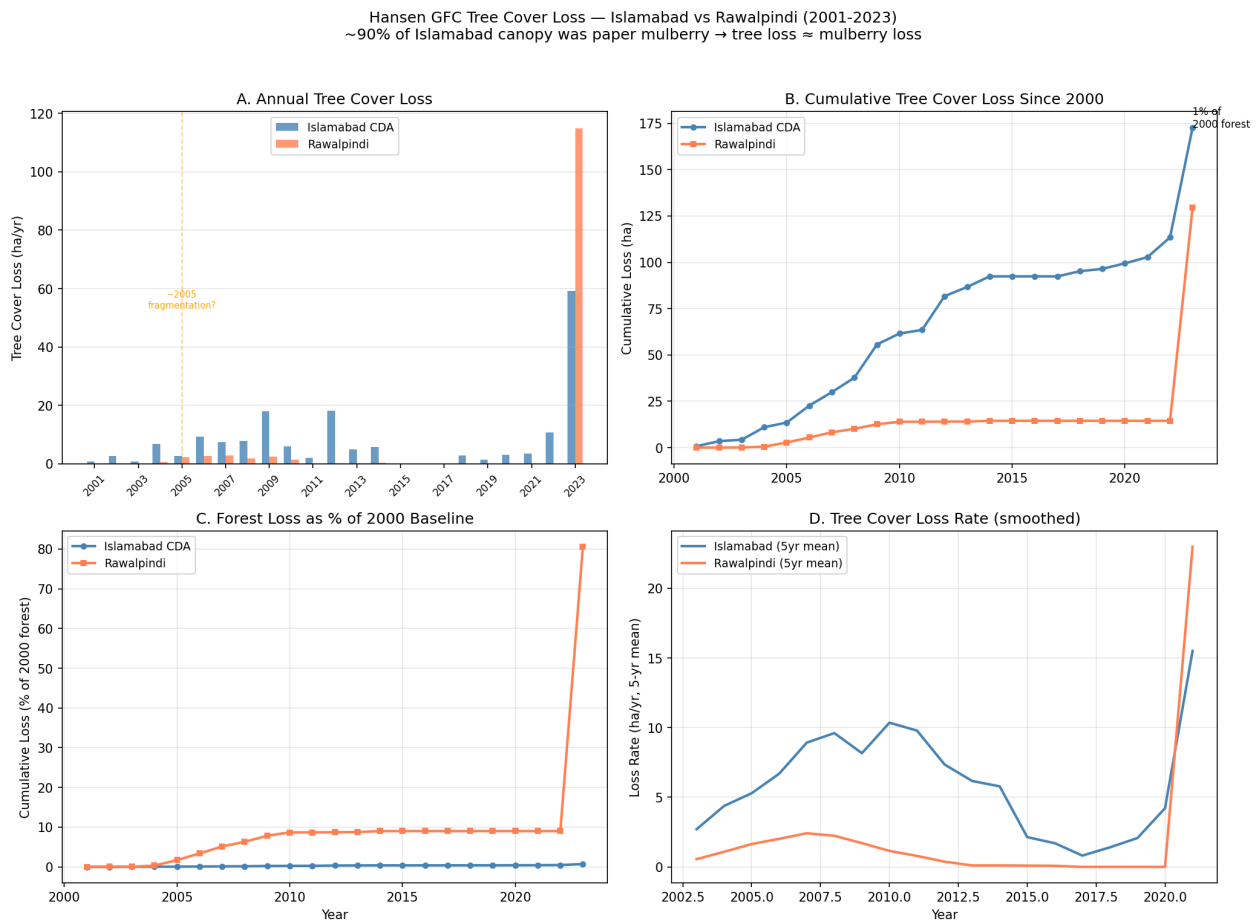 Hansen GFC Tree Cover Loss — Islamabad vs Rawalpindi (2001-2023)
~90% of Islamabad canopy was paper mulberry → tree loss ≈ mulberry loss
A. Annual Tree Cover Loss
Tree Cover Loss (ha/yr)
120
100
80
60
40
20
0
Islamabad CDA
Rawalpindi
~2005
fragmentation?
2001
2003
2005
2007
2009
2011
2013
2015
2017
2019
2021
2023
B. Cumulative Tree Cover Loss Since 2000
Cumulative Loss (ha)
175
150
125
100
75
50
25
0
Islamabad CDA
Rawalpindi
1% of
2000 forest
2000
2005
2010
2015
2020
C. Forest Loss as % of 2000 Baseline
Cumulative Loss (% of 2000 forest)
80
70
60
50
40
30
20
10
0
Islamabad CDA
Rawalpindi
2000
2005
2010
2015
2020
Year
D. Tree Cover Loss Rate (smoothed)
Loss Rate (ha/yr, 5-yr mean)
20
15
10
5
0
Islamabad (5yr mean)
Rawalpindi (5yr mean)
2002.5
2005.0
2007.5
2010.0
2012.5
2015.0
2017.5
2020.0
Year